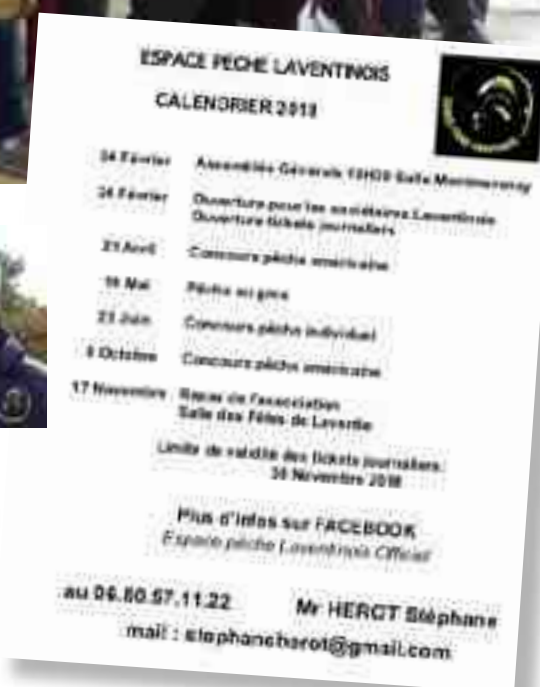 ESPACE PECHE LAVENTINOIS
CALENDRIER 2018
24 Février Assemblée Générale Salle Montmorency
24 Février Ouverture pour les sociétaires Laventinois
Ouverture tickets journaliers
21 Avril Concours pêche américaine
Mai Pêche au gros
23 Juin Concours pêche individuel
6 Octobre Concours pêche américaine
17 Novembre Repas de l'association
Salle des Fêtes de Laventie
Limite de validité des tickets journaliers:
30 Novembre 2018
Plus d'infos sur FACEBOOK
Espace pêche Laventinois Officiel
au 06.80.57.11.22 Mr HEROT Stéphane
mail : stephaneherot@gmail.com